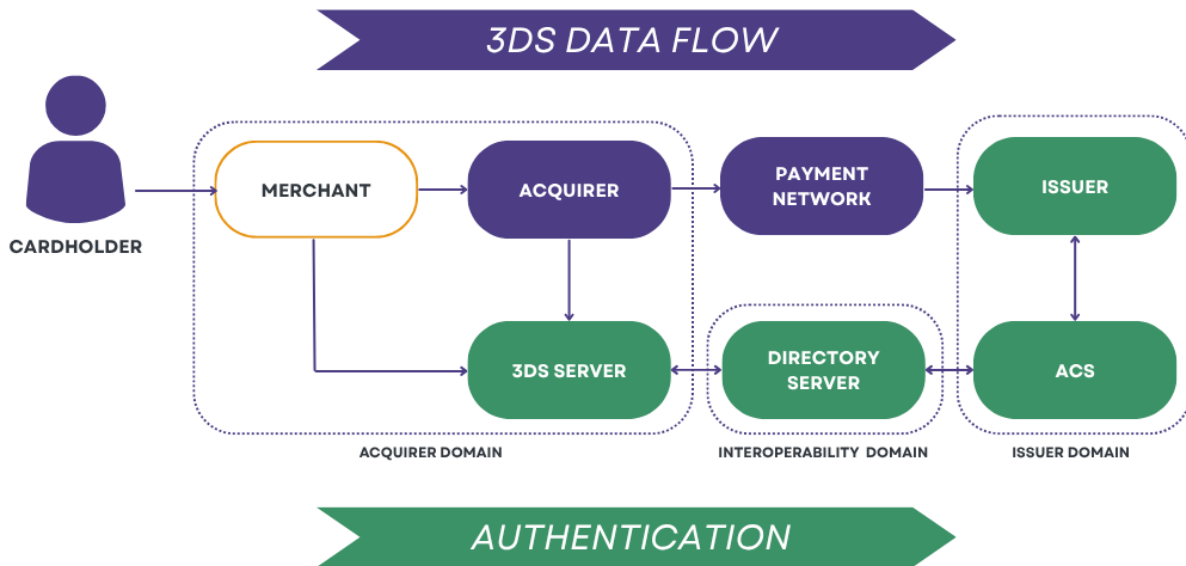 3DS DATA FLOW
CARDHOLDER
MERCHANT
ACQUIRER
PAYMENT
NETWORK
ISSUER
3DS SERVER
DIRECTORY
SERVER
ACS
ACQUIRER DOMAIN
INTEROPERABILITY DOMAIN
ISSUER DOMAIN
AUTHENTICATION